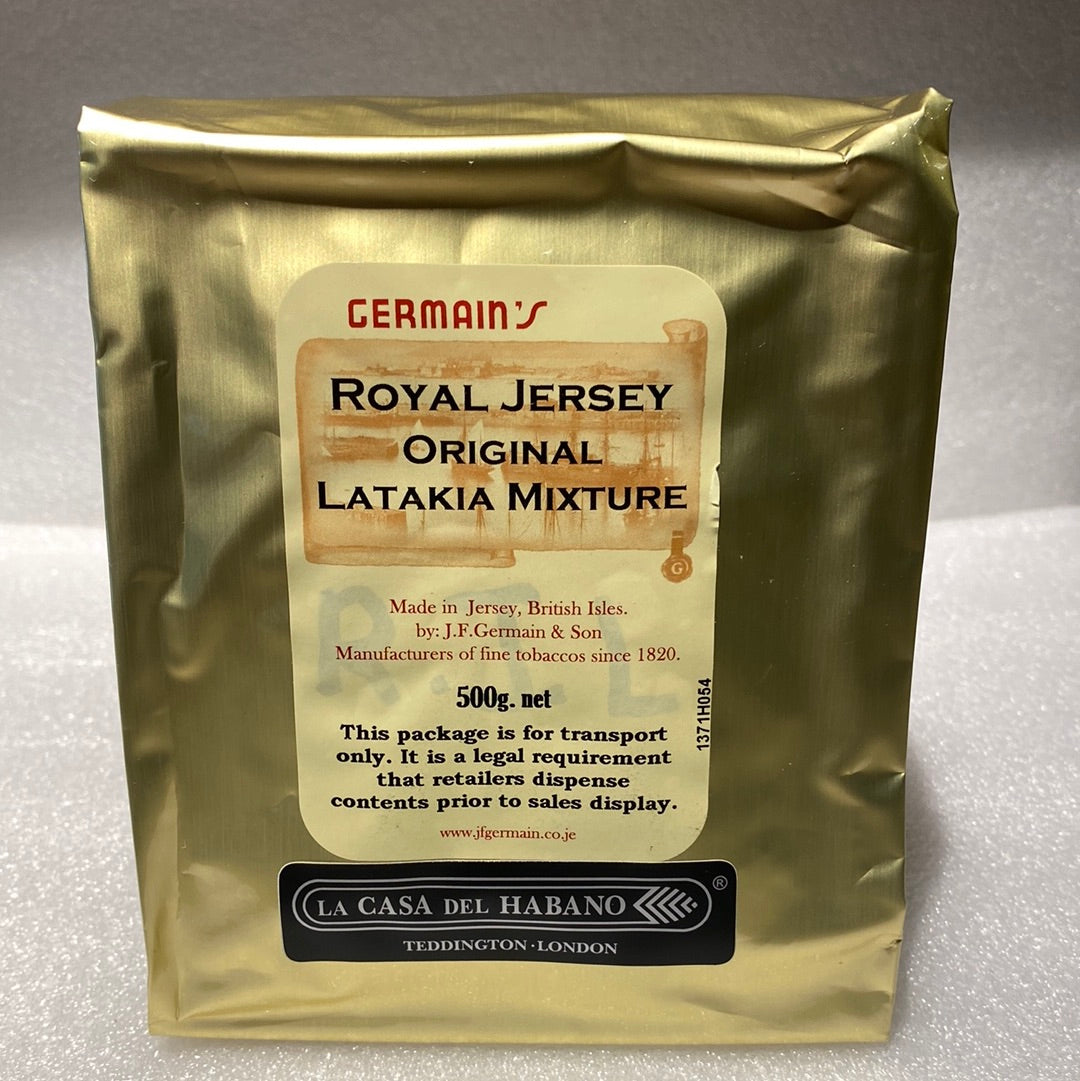 GERMAIN'S
ROYAL JERSEY
ORIGINAL
LATAKIA MIXTURE
G
Made in Jersey, British Isles.
by: J.F.Germain & Son
Manufacturers of fine tobaccos since 1820.
R.J.L
500g. net
1371H054
This package is for transport
only. It is a legal requirement
that retailers dispense
contents prior to sales display.
www.jfgermain.co.je
LA CASA DEL HABANO ®
TEDDINGTON·LONDON